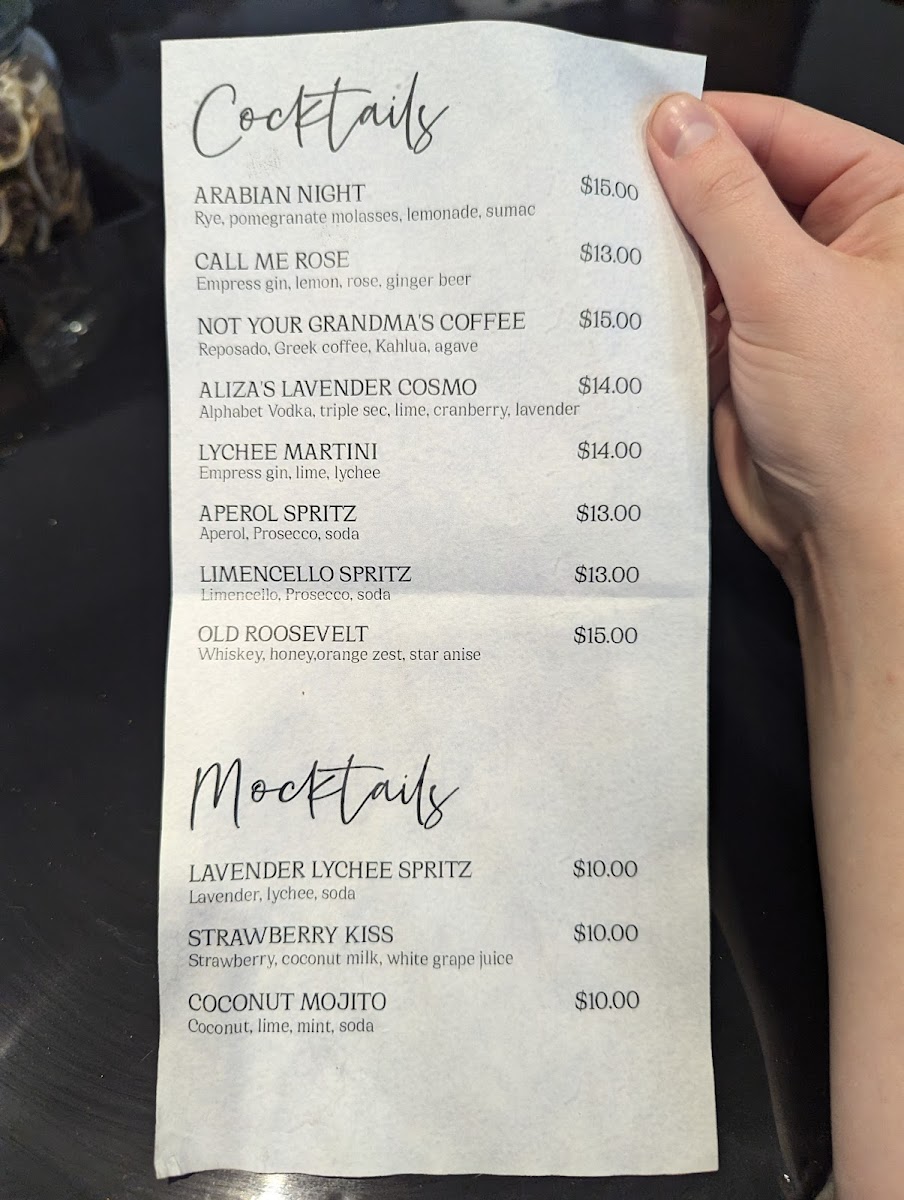 Cocktails
ARABIAN NIGHT $15.00
Rye, pomegranate molasses, lemonade, sumac
CALL ME ROSE $13.00
Empress gin, lemon, rose, ginger beer
NOT YOUR GRANDMA'S COFFEE $15.00
Reposado, Greek coffee, Kahlua, agave
ALIZA'S LAVENDER COSMO $14.00
Alphabet Vodka, triple sec, lime, cranberry, lavender
LYCHEE MARTINI $14.00
Empress gin, lime, lychee
APEROL SPRITZ $13.00
Aperol, Prosecco, soda
LIMENCELLO SPRITZ $13.00
Limencello, Prosecco, soda
OLD ROOSEVELT $15.00
Whiskey, honey,orange zest, star anise
Mocktails
LAVENDER LYCHEE SPRITZ $10.00
Lavender, lychee, soda
STRAWBERRY KISS $10.00
Strawberry, coconut milk, white grape juice
COCONUT MOJITO $10.00
Coconut, lime, mint, soda